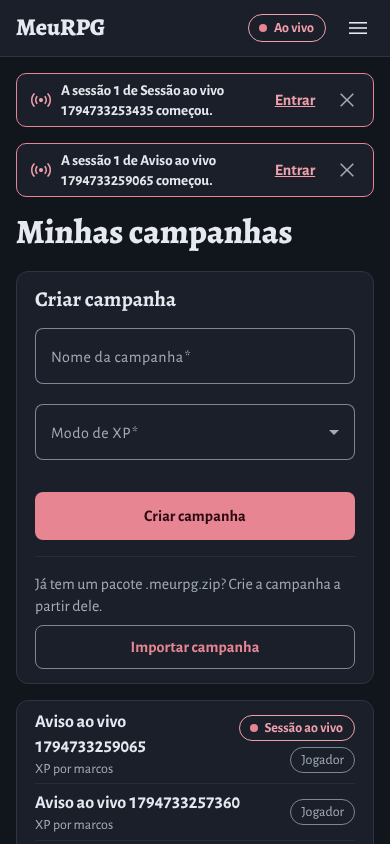 MeuRPG
Ao vivo
A sessão 1 de Sessão ao vivo
1794733253435 começou.
Entrar
A sessão 1 de Aviso ao vivo
1794733259065 começou.
Entrar
Minhas campanhas
Criar campanha
Nome da campanha*
Modo de XP*
Criar campanha
Já tem um pacote .meurpg.zip? Crie a campanha a
partir dele.
Importar campanha
Aviso ao vivo
1794733259065
XP por marcos
Sessão ao vivo
Jogador
Aviso ao vivo 1794733257360
XP por marcos
Jogador